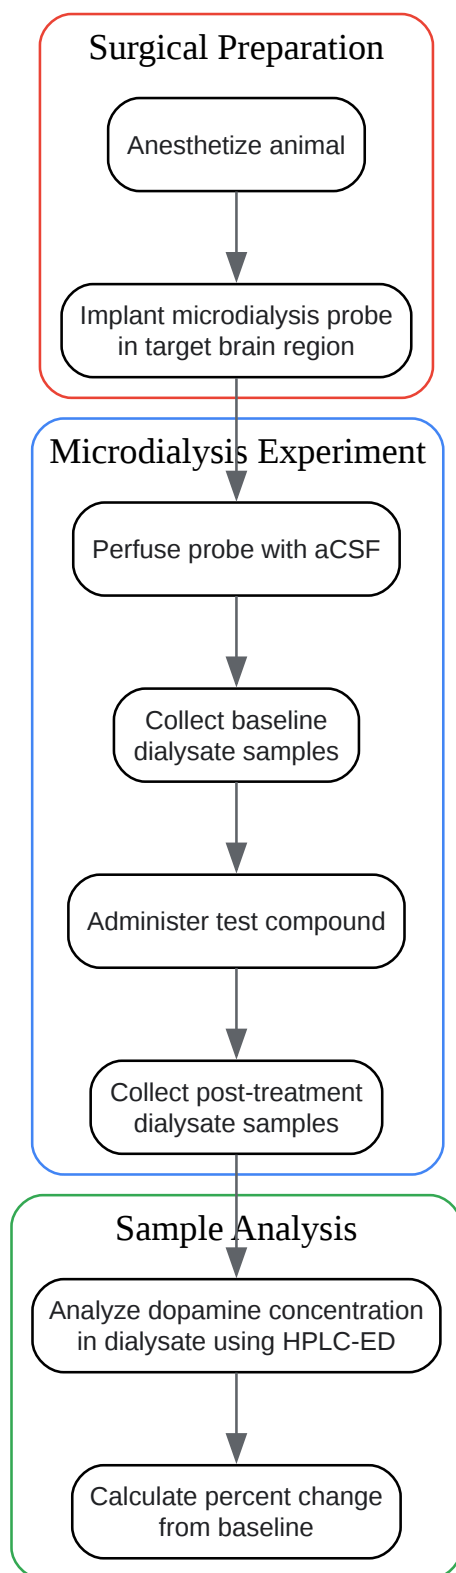 Surgical Preparation
Anesthetize animal
Implant microdialysis probe
in target brain region
Microdialysis Experiment
Perfuse probe with aCSF
Collect baseline
dialysate samples
Administer test compound
Collect post-treatment
dialysate samples
Sample Analysis
Analyze dopamine concentration
in dialysate using HPLC-ED
Calculate percent change
from baseline